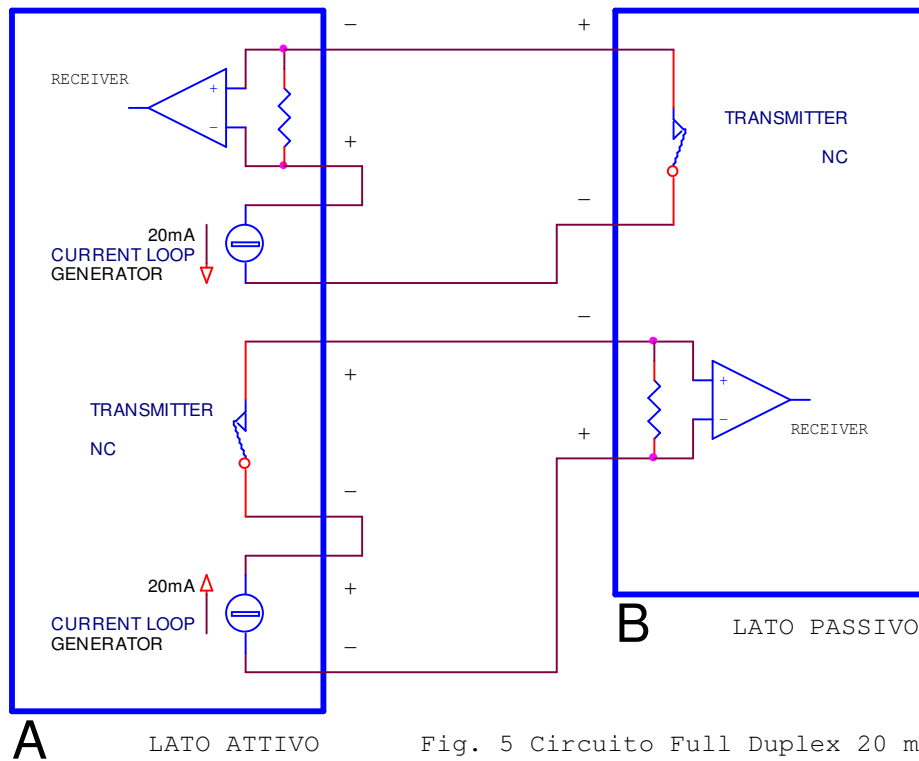 − +
RECEIVER
+
−
+
TRANSMITTER
NC
−
20mA
CURRENT LOOP
GENERATOR
−
+
TRANSMITTER
NC
+
+
−
RECEIVER
−
20mA
CURRENT LOOP
GENERATOR
+
−
B LATO PASSIVO
A LATO ATTIVO Fig. 5 Circuito Full Duplex 20 m